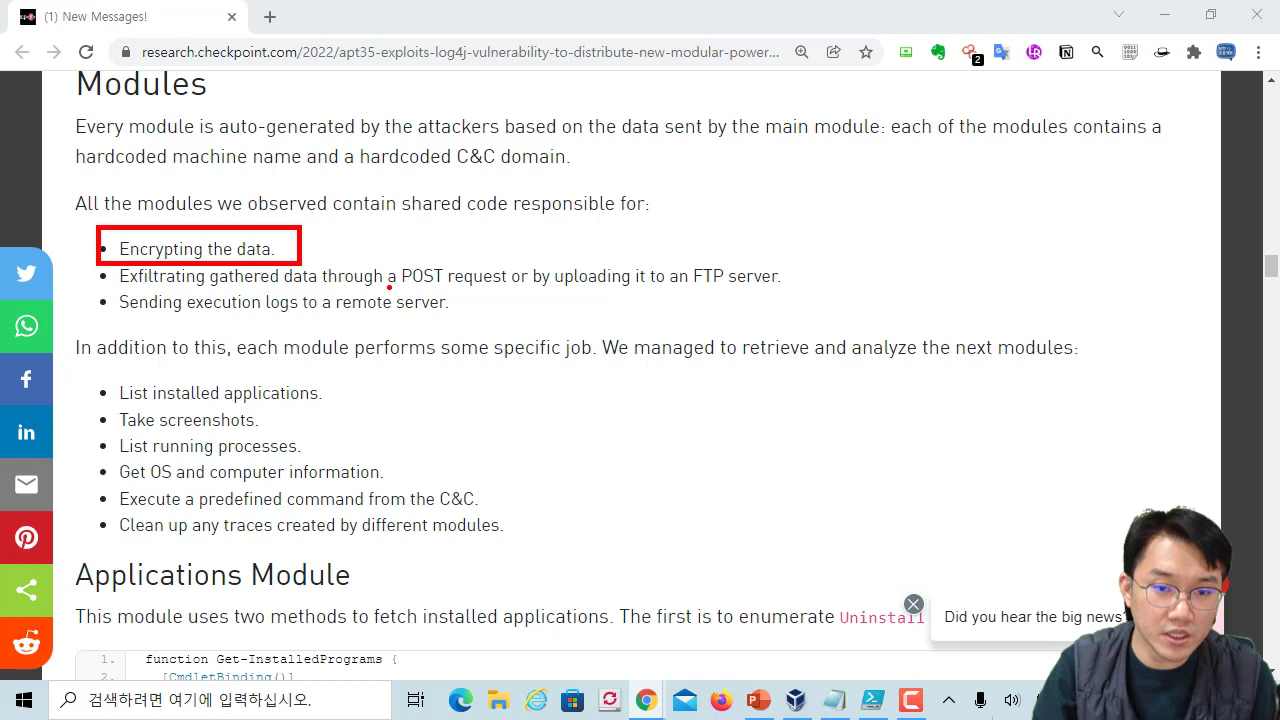 (1) New Messages!
research.checkpoint.com/2022/apt35-exploits-log4j-vulnerability-to-distribute-new-modular-power...
2
Modules
Every module is auto-generated by the attackers based on the data sent by the main module: each of the modules contains a
hardcoded machine name and a hardcoded C&C domain.
All the modules we observed contain shared code responsible for:
Encrypting the data.
Exfiltrating gathered data through a POST request or by uploading it to an FTP server.
Sending execution logs to a remote server.
In addition to this, each module performs some specific job. We managed to retrieve and analyze the next modules:
List installed applications.
Take screenshots.
List running processes.
Get OS and computer information.
Execute a predefined command from the C&C.
Clean up any traces created by different modules.
Applications Module
This module uses two methods to fetch installed applications. The first is to enumerate Uninstall
Did you hear the big news?
1. function Get-InstalledPrograms {
2. [CmdletBinding()]
검색하려면 여기에 입력하십시오.